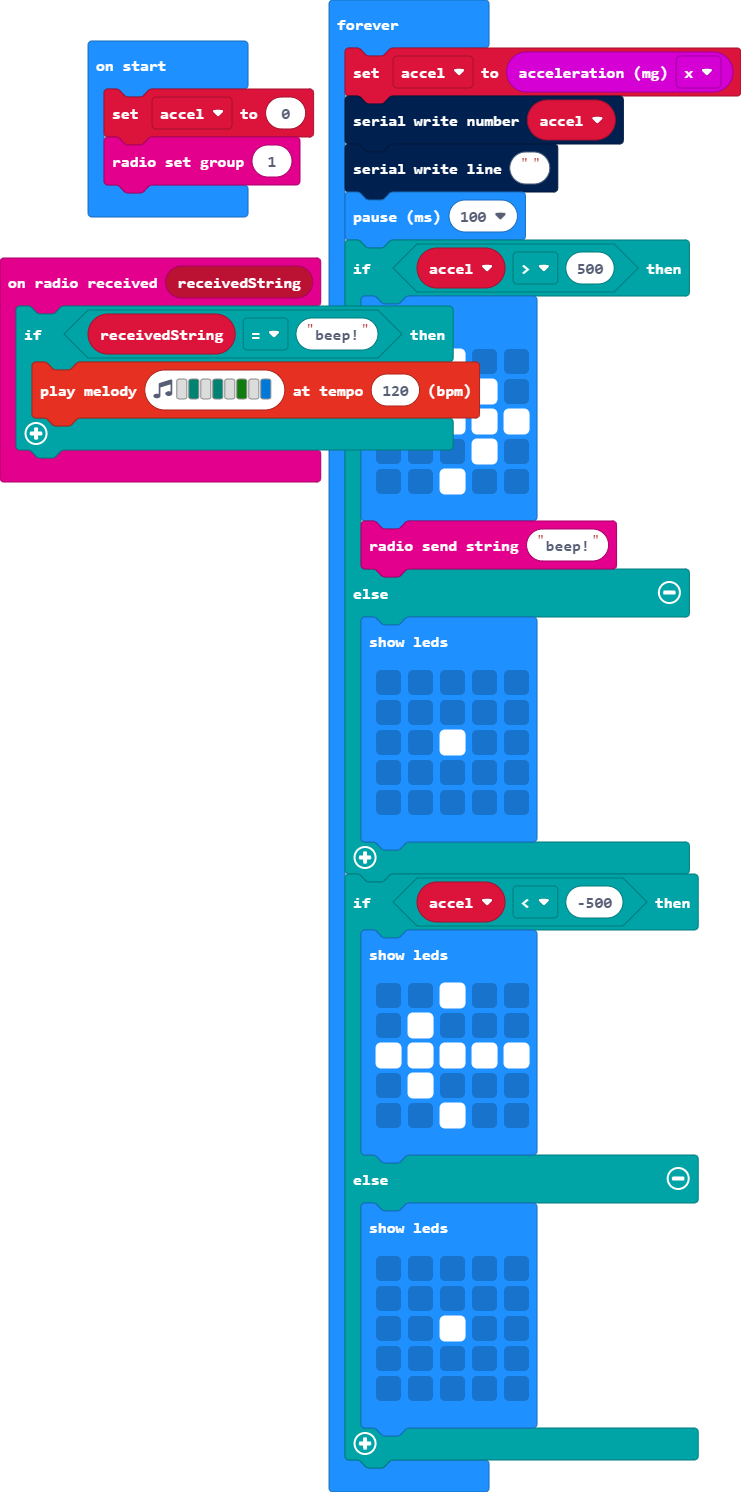 on start
set accel to 0
radio set group 1
on radio received receivedString
if receivedString = "beep!" then
play melody at tempo 120 (bpm)
forever
set accel to acceleration (mg) x
serial write number accel
serial write line " "
pause (ms) 100
if accel > 500 then
radio send string "beep!"
else
show leds
if accel < -500 then
show leds
else
show leds